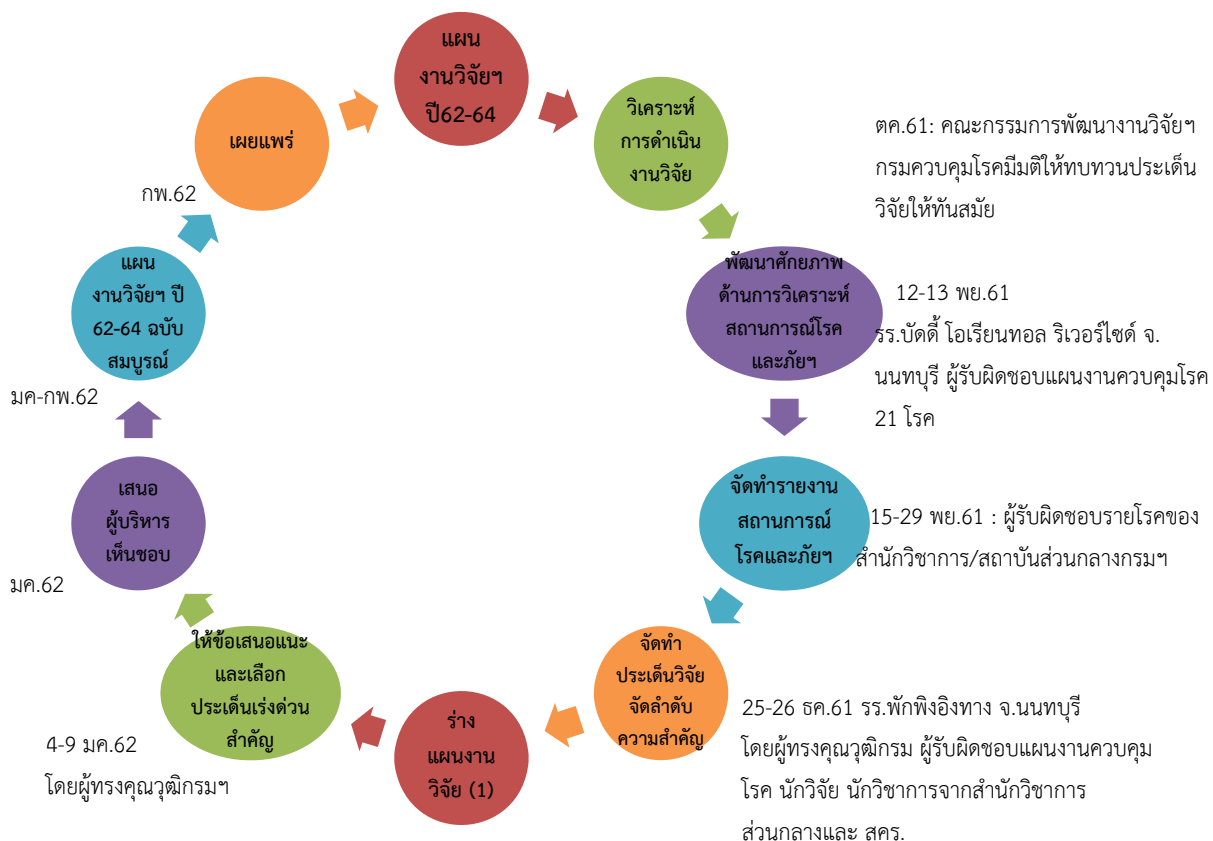 แผน
งานวิจัยฯ
ปี62-64
วิเคราะห์
การดำเนิน
งานวิจัย
ตค.61: คณะกรรมการพัฒนางานวิจัยฯ
กรมควบคุมโรคมีมติให้ทบทวนประเด็น
วิจัยให้ทันสมัย
พัฒนาศักยภาพ
ด้านการวิเคราะห์
สถานการณ์โรค
และภัยฯ
12-13 พย.61
รร.บัดดี้ โอเรียนทอล ริเวอร์ไซด์ จ.
นนทบุรี ผู้รับผิดชอบแผนงานควบคุมโรค
21 โรค
จัดทำรายงาน
สถานการณ์
โรคและภัยฯ
15-29 พย.61 : ผู้รับผิดชอบรายโรคของ
สำนักวิชาการ/สถาบันส่วนกลางกรมฯ
จัดทำ
ประเด็นวิจัย
จัดลำดับ
ความสำคัญ
25-26 ธค.61 รร.พักพิงอิงทาง จ.นนทบุรี
โดยผู้ทรงคุณวุฒิกรม ผู้รับผิดชอบแผนงานควบคุม
โรค นักวิจัย นักวิชาการจากสำนักวิชาการ
ส่วนกลางและ สคร.
ร่าง
แผนงาน
วิจัย (1)
ให้ข้อเสนอแนะ
และเลือก
ประเด็นเร่งด่วน
สำคัญ
4-9 มค.62
โดยผู้ทรงคุณวุฒิกรมฯ
เสนอ
ผู้บริหาร
เห็นชอบ
มค.62
แผน
งานวิจัยฯ ปี
62-64 ฉบับ
สมบูรณ์
มค-กพ.62
เผยแพร่
กพ.62